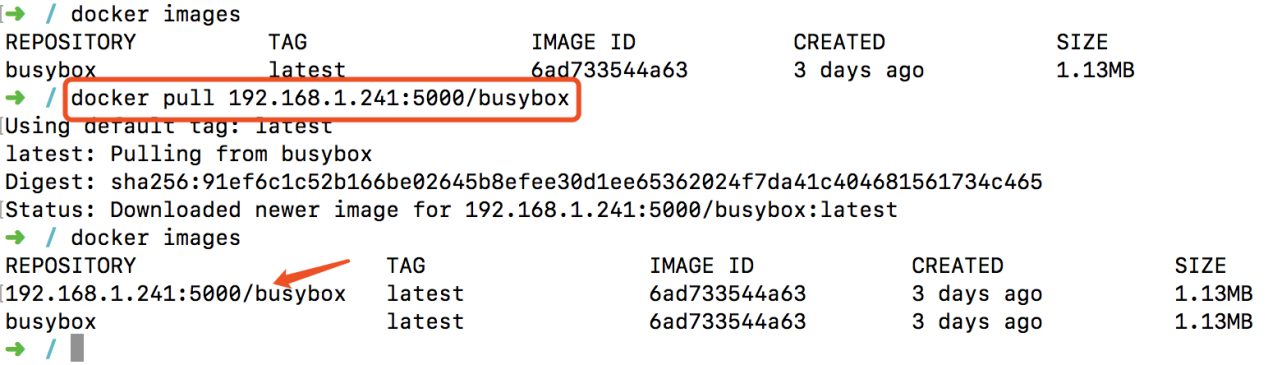 ➜ / docker images
REPOSITORY TAG IMAGE ID CREATED SIZE
busybox latest 6ad733544a63 3 days ago 1.13MB
➜ / docker pull 192.168.1.241:5000/busybox
Using default tag: latest
latest: Pulling from busybox
Digest: sha256:91ef6c1c52b166be02645b8efee30d1ee65362024f7da41c404681561734c465
Status: Downloaded newer image for 192.168.1.241:5000/busybox:latest
➜ / docker images
REPOSITORY TAG IMAGE ID CREATED SIZE
192.168.1.241:5000/busybox latest 6ad733544a63 3 days ago 1.13MB
busybox latest 6ad733544a63 3 days ago 1.13MB
➜ /